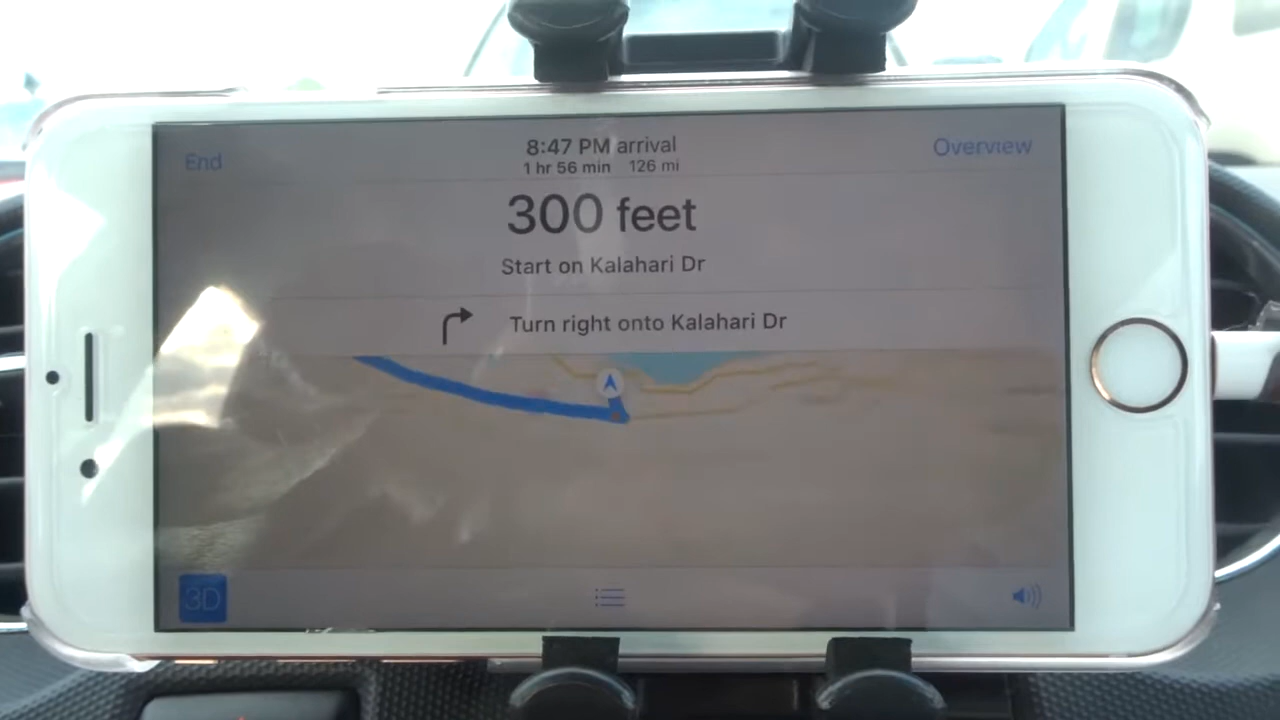 End
8:47 PM arrival
Overview
1 hr 56 min 126 mi
300 feet
Start on Kalahari Dr
Turn right onto Kalahari Dr
3D